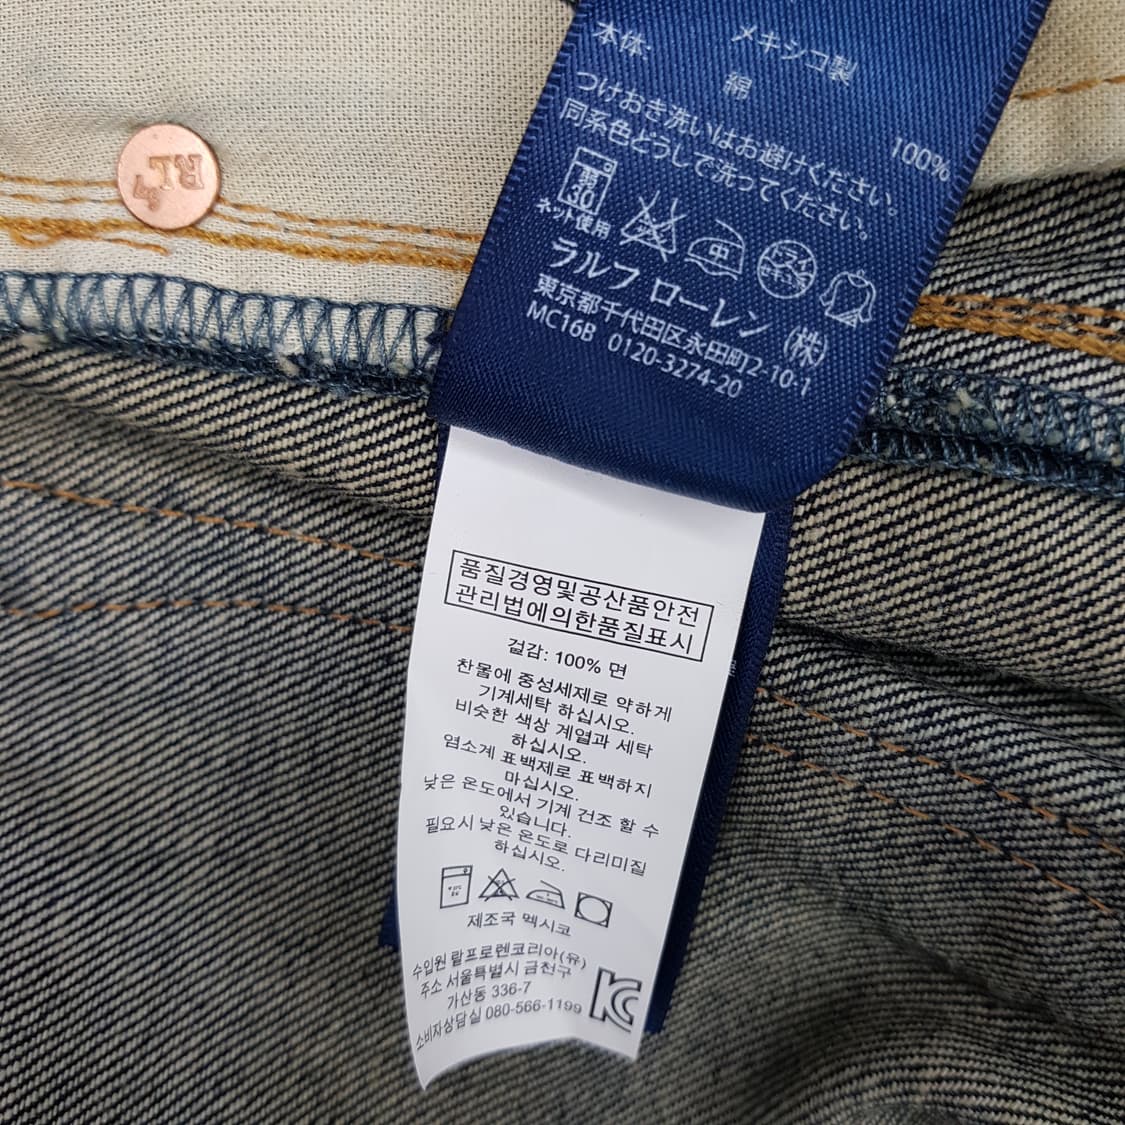 RL
メキシコ製
本体:
綿 100%
つけおき洗いはお避けください。
同系色どうしで洗ってください。
弱
30
中
ドライ
ネット使用
ラルフ ローレン (株)
東京都千代田区永田町2-10-1
MC16B 0120-3274-20
품질경영및공산품안전
관리법에의한품질표시
겉감: 100% 면
찬물에 중성세제로 약하게
기계세탁 하십시오.
비슷한 색상 계열과 세탁
하십시오.
염소계 표백제로 표백하지
마십시오.
낮은 온도에서 기계 건조 할 수
있습니다.
필요시 낮은 온도로 다리미질
하십시오.
제조국 멕시코
수입원 랄프로렌코리아(유)
주소 서울특별시 금천구
가산동 336-7
소비자상담실 080-566-1199